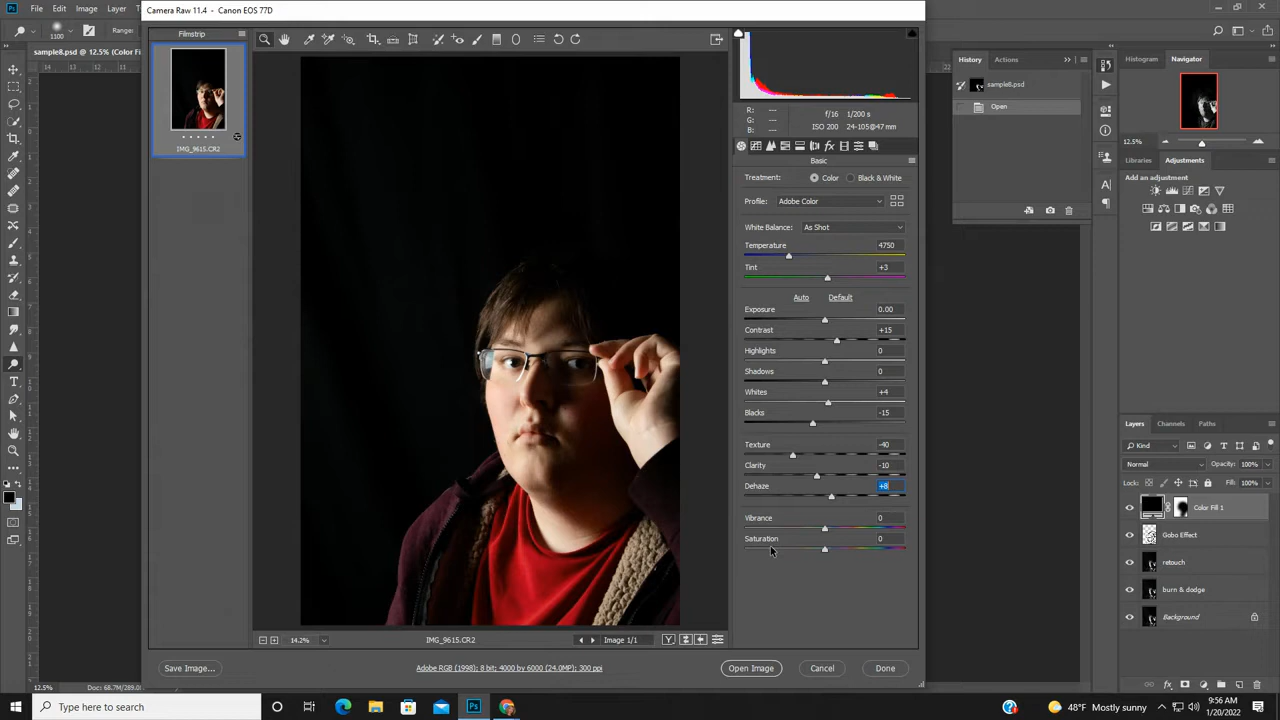 File Edit Image Layer
Camera Raw 11.4 - Canon EOS 77D
1100 Range:
sample8.psd @ 12.5% (Color Fi
Filmstrip
IMG_9615.CR2
R: ---
G: ---
B: ---
f/16 1/200 s
ISO 200 24-105@47 mm
Basic
Treatment: Color Black & White
Profile: Adobe Color
White Balance: As Shot
Temperature 4750
Tint +3
Auto Default
Exposure 0.00
Contrast +15
Highlights 0
Shadows 0
Whites +4
Blacks -15
Texture -40
Clarity -10
Dehaze +8
Vibrance 0
Saturation 0
14.2% IMG_9615.CR2 Image 1/1
Save Image... Adobe RGB (1998); 8 bit; 4000 by 6000 (24.0MP); 300 ppi Open Image Cancel Done
History Actions
sample8.psd
Open
Histogram Navigator
12.5%
Libraries Adjustments
Add an adjustment
Layers Channels Paths
Kind
Normal Opacity: 100%
Lock: Fill: 100%
Color Fill 1
Gobo Effect
retouch
burn & dodge
Background
12.5% Doc: 68.7M/289.0
Type here to search
48°F Mostly sunny
9:56 AM
1/20/2022